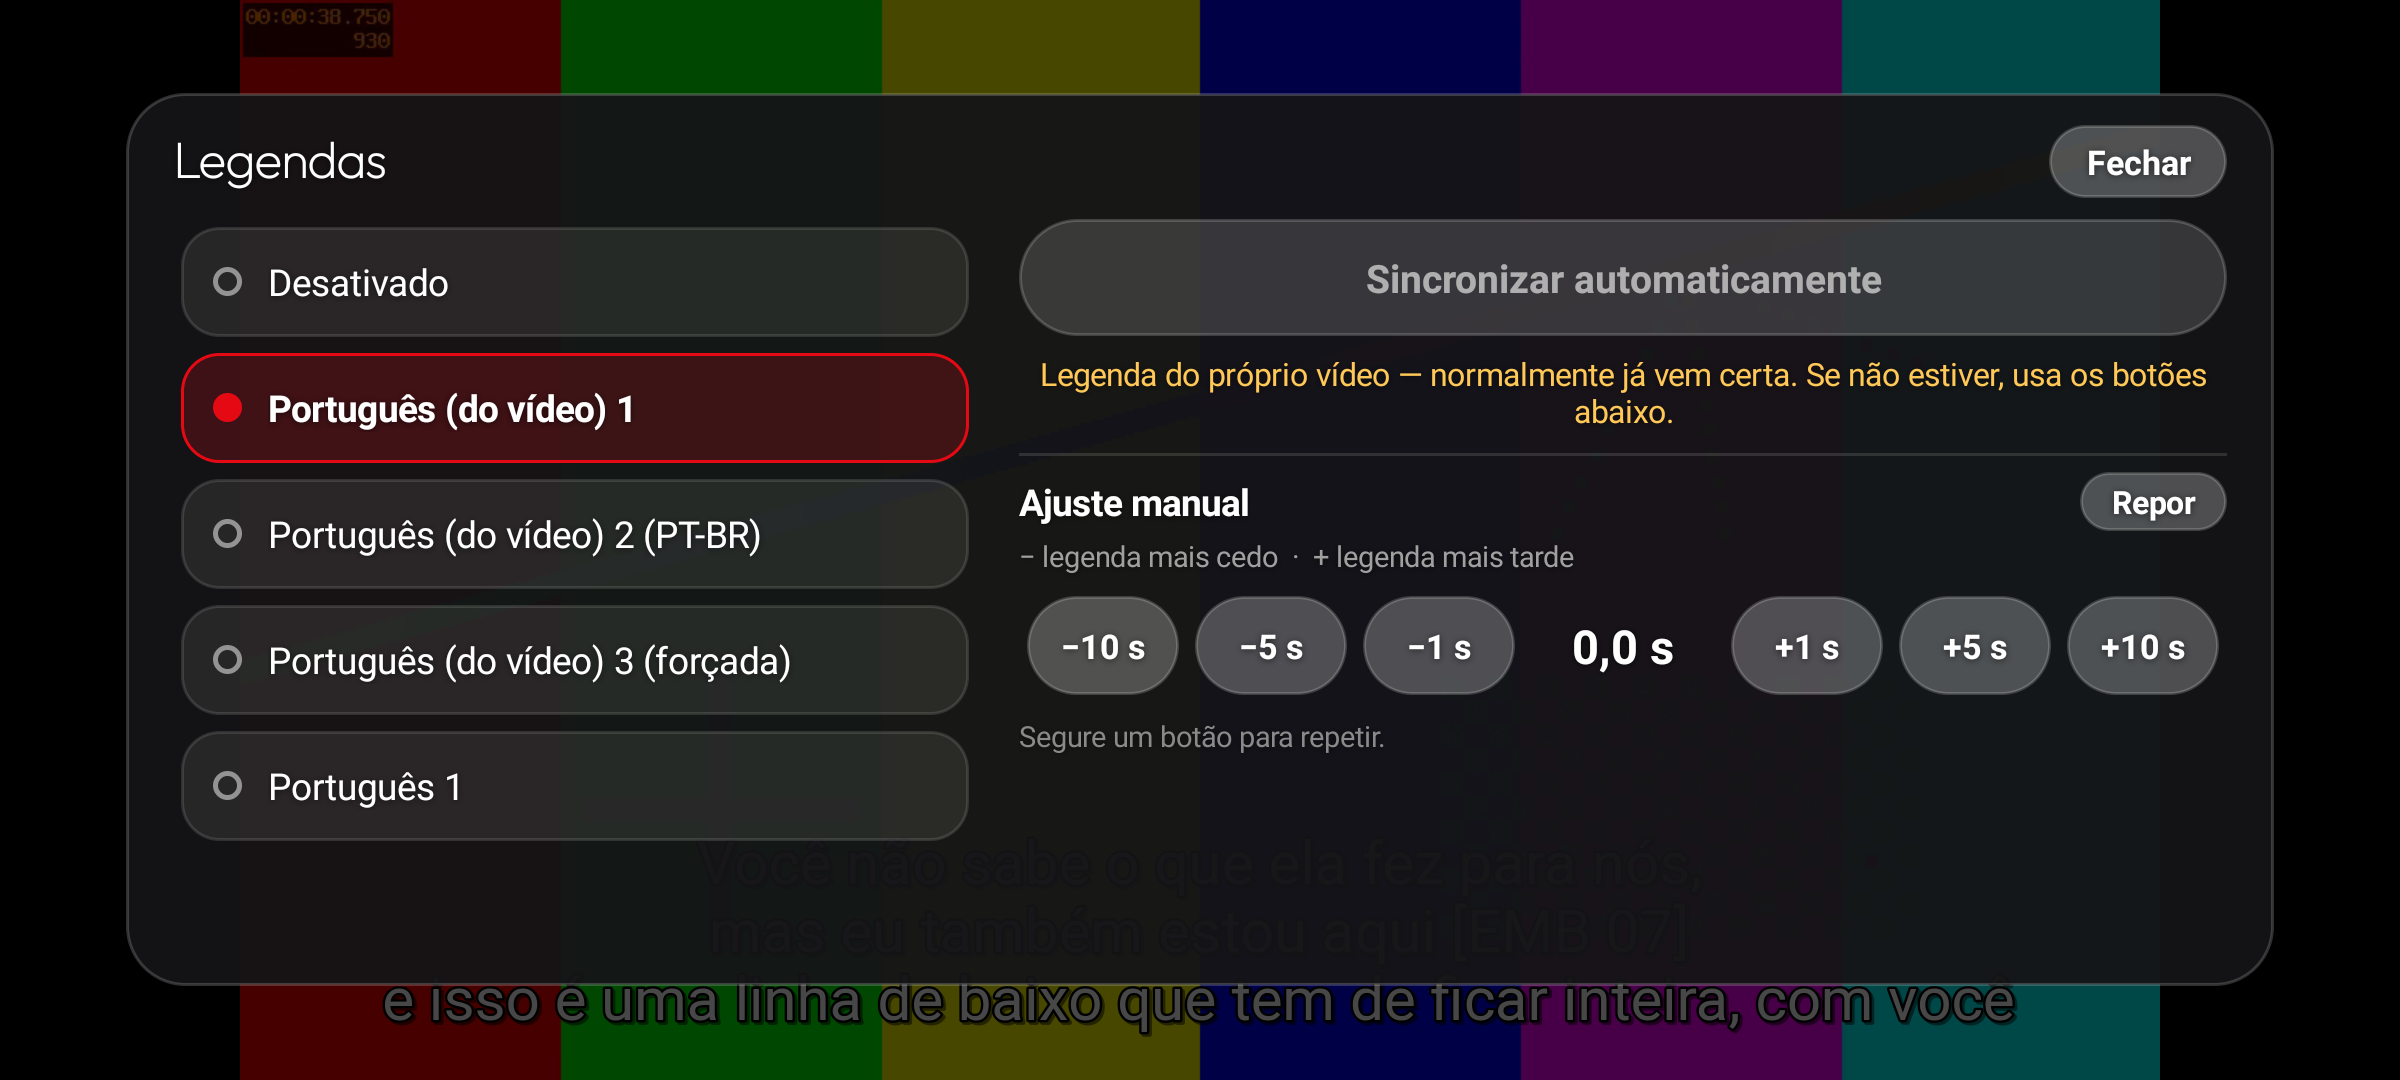 00:00:38.750
930
Legendas
Fechar
Desativado
Português (do vídeo) 1
Português (do vídeo) 2 (PT-BR)
Português (do vídeo) 3 (forçada)
Português 1
Sincronizar automaticamente
Legenda do próprio vídeo — normalmente já vem certa. Se não estiver, usa os botões
abaixo.
Ajuste manual
Repor
− legenda mais cedo · + legenda mais tarde
−10 s
−5 s
−1 s
0,0 s
+1 s
+5 s
+10 s
Segure um botão para repetir.
Você não sabe o que ela fez para nós,
mas eu também estou aqui [EMB 07]
e isso é uma linha de baixo que tem de ficar inteira, com você